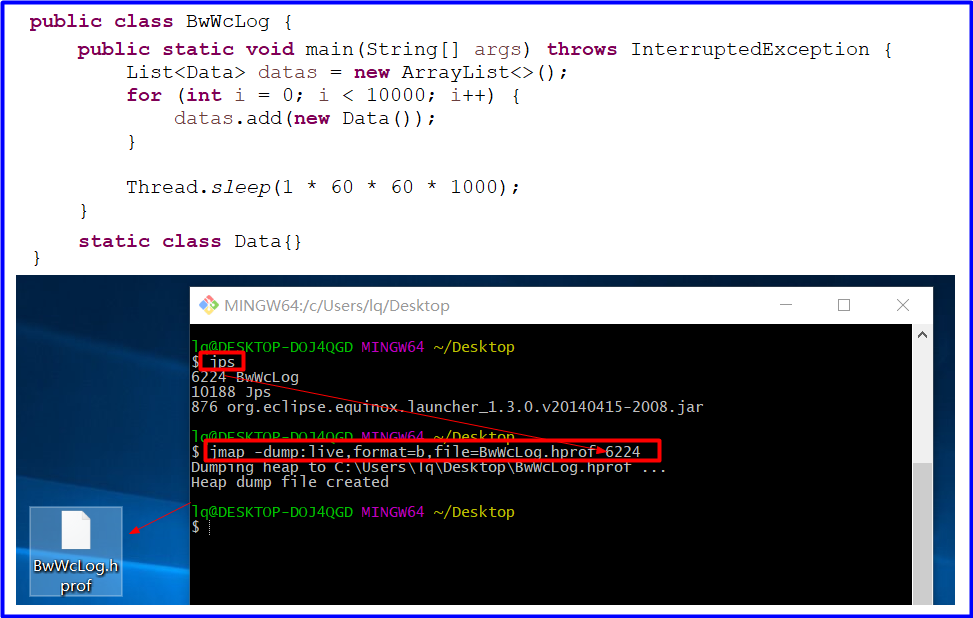 public class BwWcLog {
public static void main(String[] args) throws InterruptedException {
List<Data> datas = new ArrayList<>();
for (int i = 0; i < 10000; i++) {
datas.add(new Data());
}
Thread.sleep(1 * 60 * 60 * 1000);
}
static class Data{}
}
MINGW64:/c/Users/lq/Desktop
lq@DESKTOP-DOJ4QGD MINGW64 ~/Desktop
$ jps
6224 BwWcLog
10188 Jps
876 org.eclipse.equinox.launcher_1.3.0.v20140415-2008.jar
lq@DESKTOP-DOJ4QGD MINGW64 ~/Desktop
$ jmap -dump:live,format=b,file=BwWcLog.hprof 6224
Dumping heap to C:\Users\lq\Desktop\BwWcLog.hprof ...
Heap dump file created
lq@DESKTOP-DOJ4QGD MINGW64 ~/Desktop
$
BwWcLog.h
prof